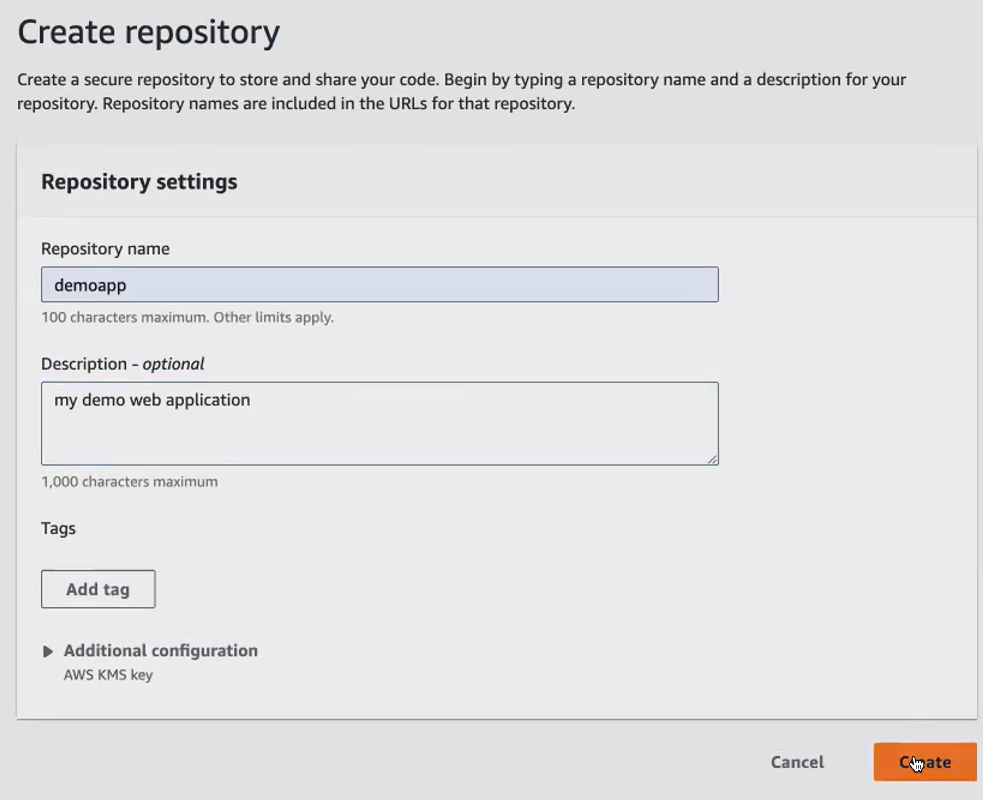 Create repository
Create a secure repository to store and share your code. Begin by typing a repository name and a description for your
repository. Repository names are included in the URLs for that repository.
Repository settings
Repository name
demoapp
100 characters maximum. Other limits apply.
Description - optional
my demo web application
1,000 characters maximum
Tags
Add tag
Additional configuration
AWS KMS key
Cancel
Create